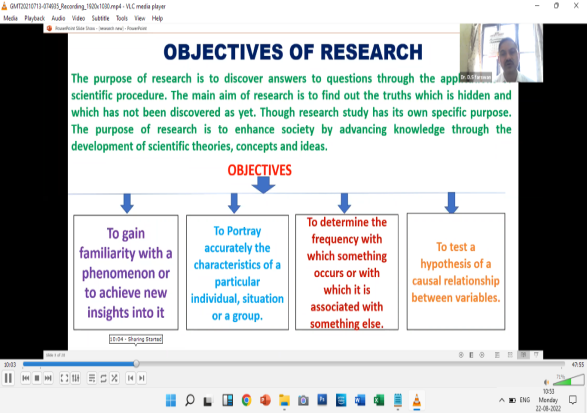 GMT20210713-074935_Recording_1920x1030.mp4 - VLC media player
Media Playback Audio Video Subtitle Tools View Help
PowerPoint Slide Show - [research new] - PowerPoint
OBJECTIVES OF RESEARCH
The purpose of research is to discover answers to questions through the app
scientific procedure. The main aim of research is to find out the truths which is hidden and
which has not been discovered as yet. Though research study has its own specific purpose.
The purpose of research is to enhance society by advancing knowledge through the
development of scientific theories, concepts and ideas.
OBJECTIVES
To gain
familiarity with a
phenomenon or
to achieve new
insights into it
To Portray
accurately the
characteristics of a
particular
individual, situation
or a group.
To determine the
frequency with
which something
occurs or with
which it is
associated with
something else.
To test a
hypothesis of a
causal relationship
between variables.
10:04 - Sharing Started
10:03
47:55
71%
ENG
10:53
Monday
22-08-2022